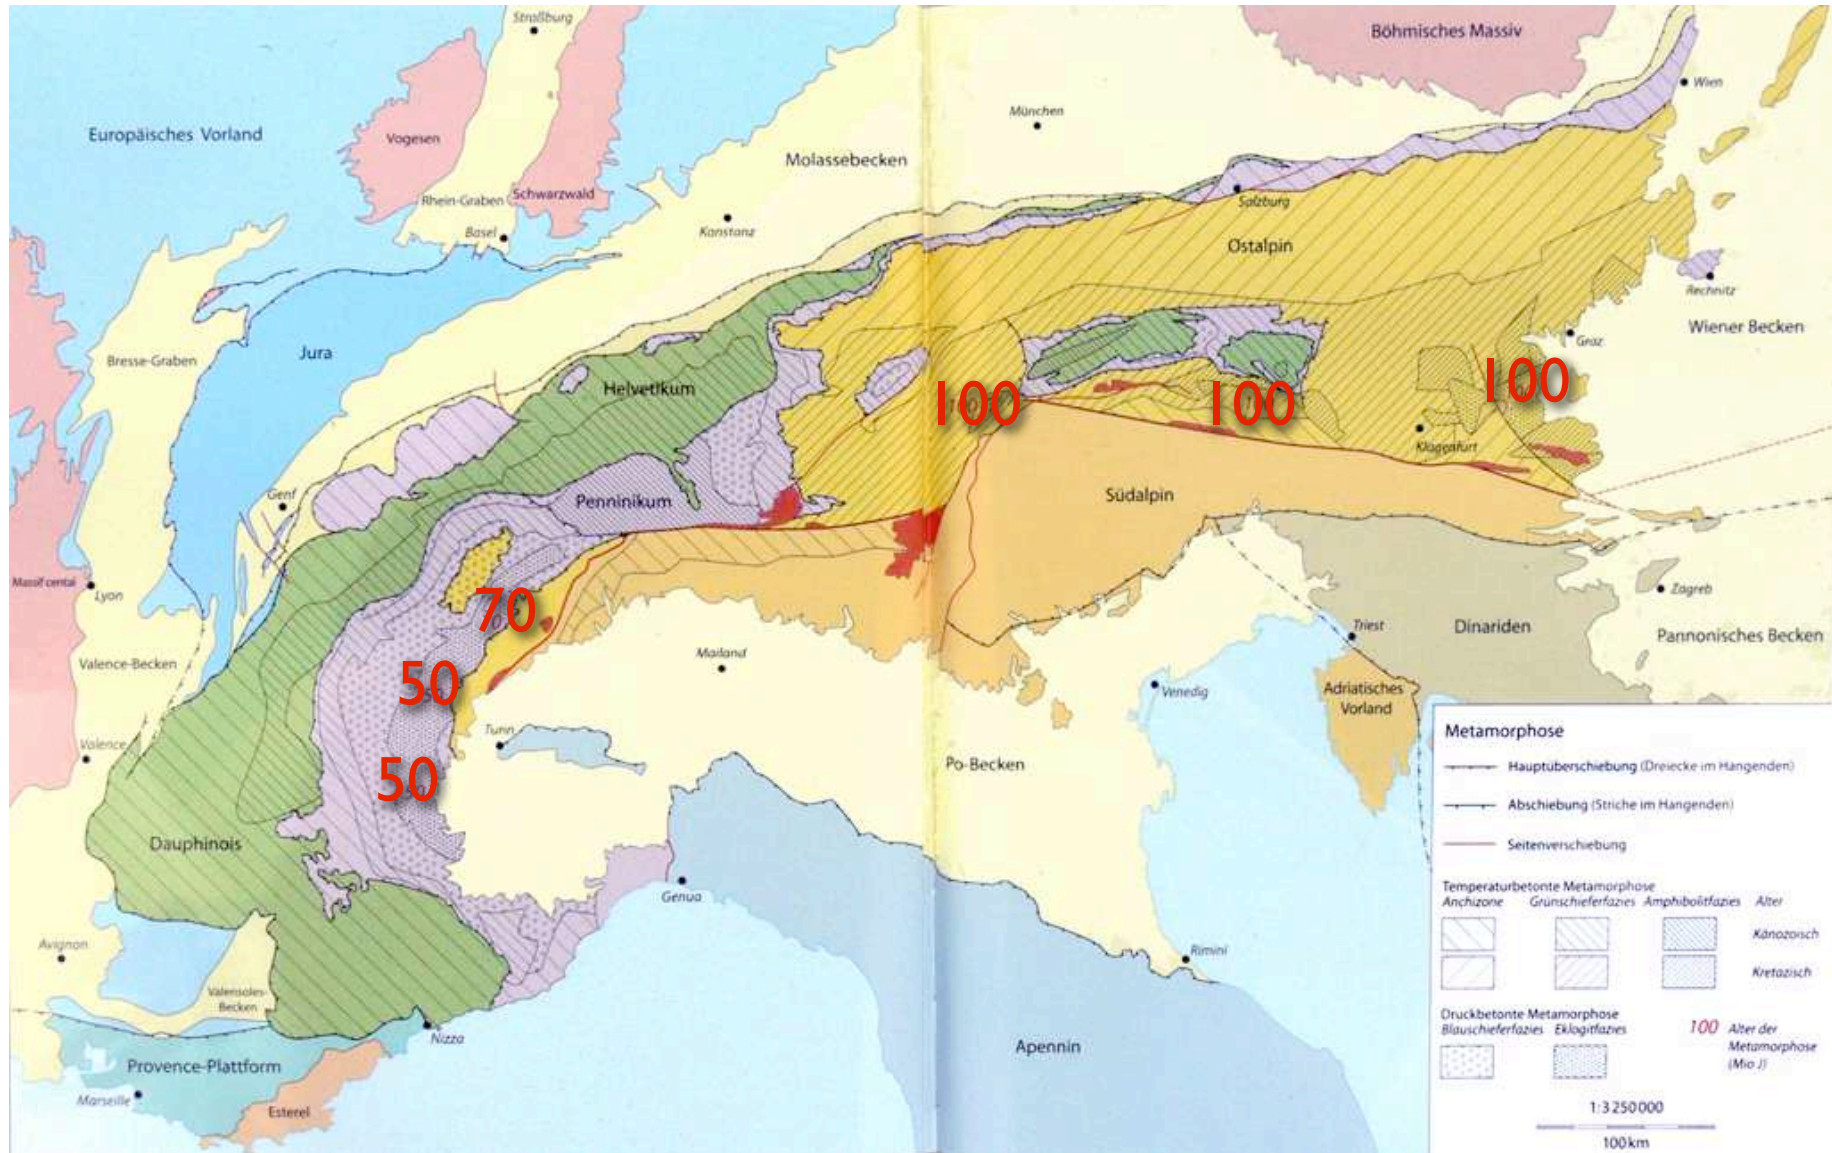 Straßburg
Böhmisches Massiv
Wien
München
Europäisches Vorland
Vogesen
Molassebecken
Rhein-Graben
Schwarzwald
Salzburg
Basel
Konstanz
Ostalpin
Rechnitz
Wiener Becken
Graz
Jura
Bresse-Graben
Helvetikum
100
100
100
Klagenfurt
Genf
Penninikum
Südalpin
Massif cental
Lyon
70
Zagreb
Triest
Dinariden
Pannonisches Becken
Mailand
Valence-Becken
50
Venedig
Adriatisches
Vorland
Turin
Valence
50
Po-Becken
Dauphinois
Genua
Avignon
Rimini
Valensoles-
Becken
Nizza
Apennin
Provence-Plattform
Marseille
Esterel
Metamorphose
Hauptüberschiebung (Dreiecke im Hangenden)
Abschiebung (Striche im Hangenden)
Seitenverschiebung
Temperaturbetonte Metamorphose
Anchizone Grünschieferfazies Amphibolitfazies Alter
Känozoisch
Kretazisch
Druckbetonte Metamorphose
Blauschieferfazies Eklogitfazies
100 Alter der
Metamorphose
(Mio J)
1:3 250 000
100 km